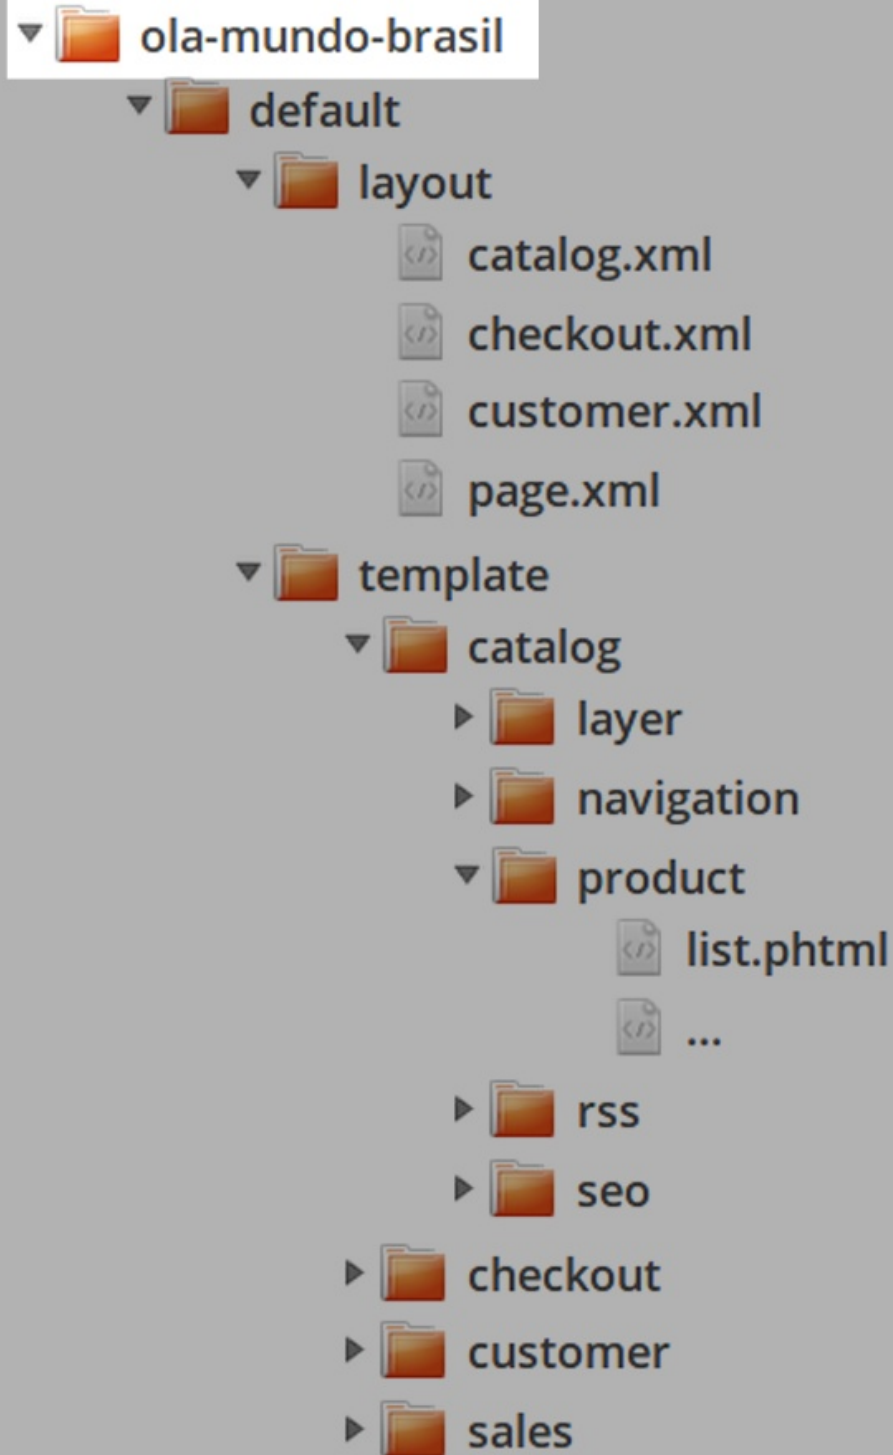 ola-mundo-brasil
default
layout
catalog.xml
checkout.xml
customer.xml
page.xml
template
catalog
layer
navigation
product
list.phtml
...
rss
seo
checkout
customer
sales